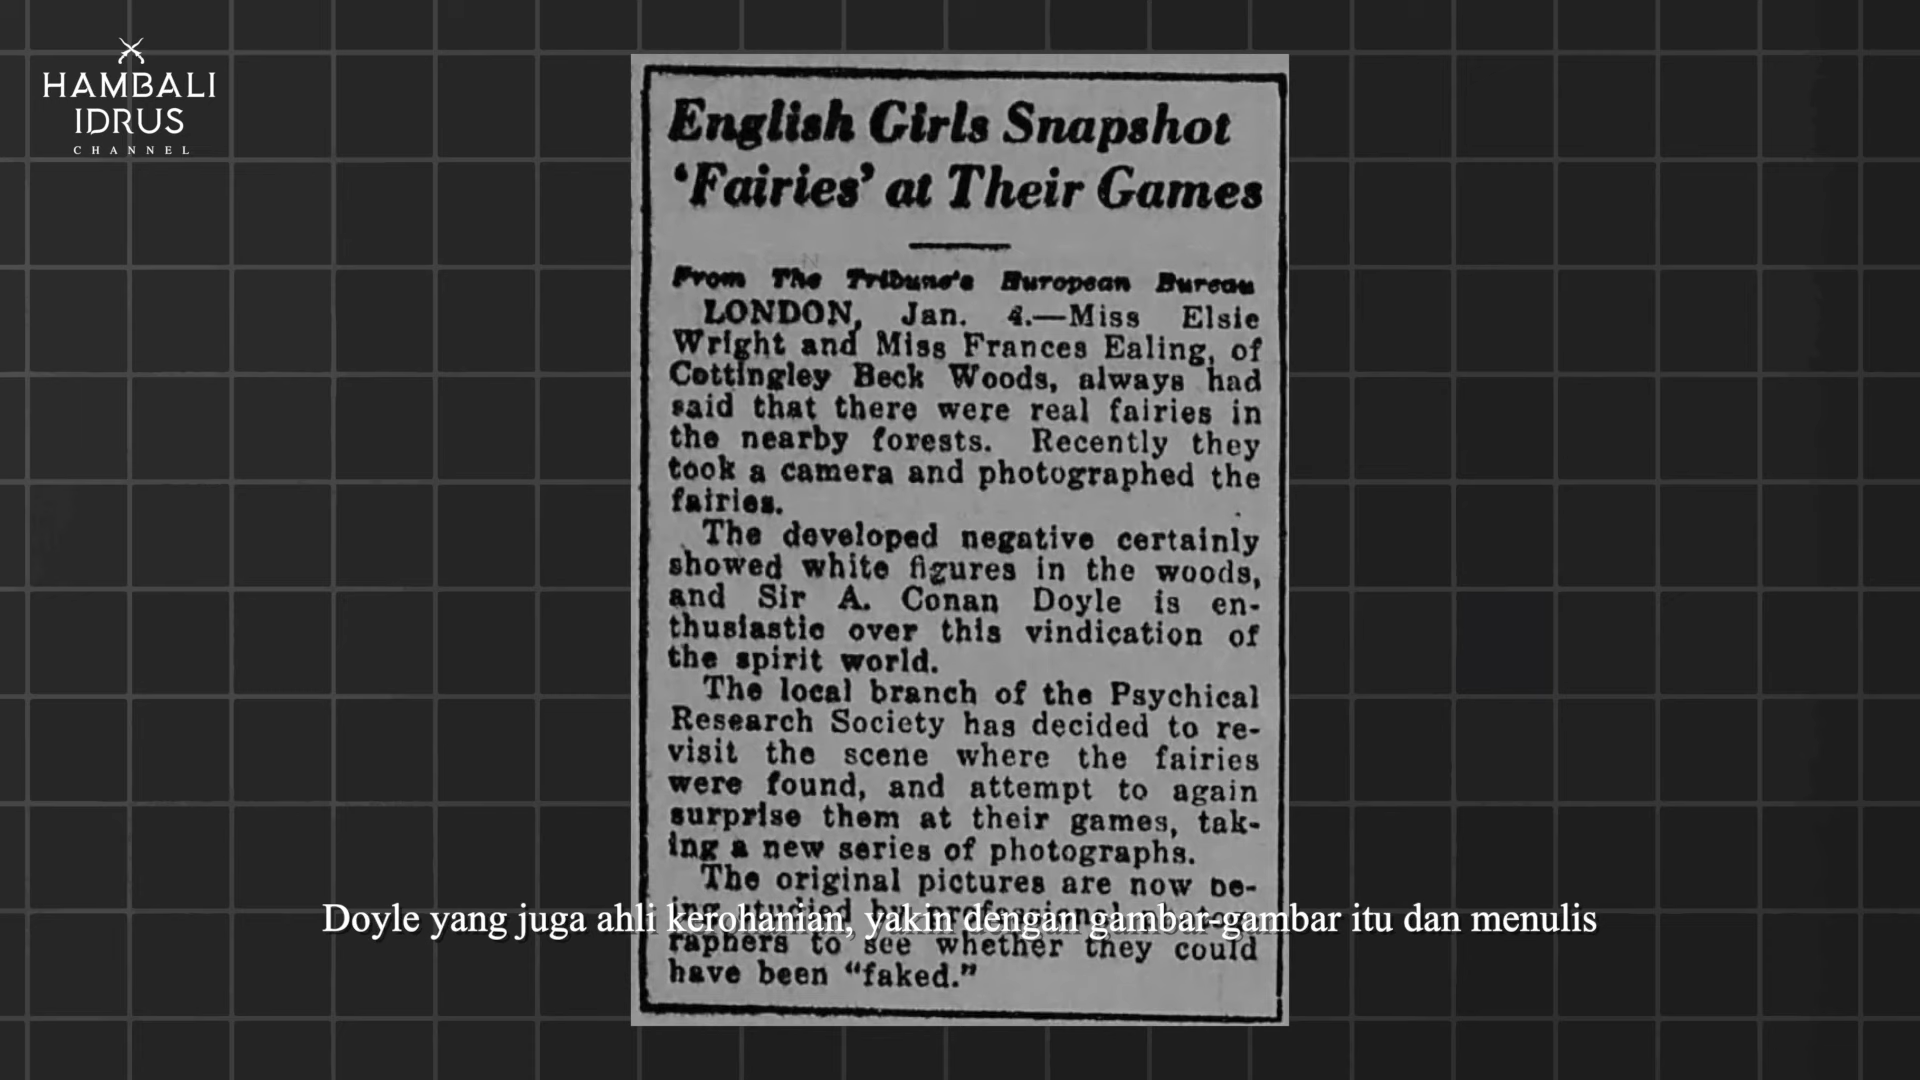 HAMBALI
IDRUS
CHANNEL
English Girls Snapshot
'Fairies' at Their Games
From The Tribune's European Bureau
LONDON, Jan. 4.—Miss Elsie
Wright and Miss Frances Ealing, of
Cottingley Beck Woods, always had
said that there were real fairies in
the nearby forests. Recently they
took a camera and photographed the
fairies.
The developed negative certainly
showed white figures in the woods,
and Sir A. Conan Doyle is en-
thusiastic over this vindication of
the spirit world.
The local branch of the Psychical
Research Society has decided to re-
visit the scene where the fairies
were found, and attempt to again
surprise them at their games, tak-
ing a new series of photographs.
The original pictures are now be-
ing studied by professional photog-
raphers to see whether they could
have been "faked."
Doyle yang juga ahli kerohanian, yakin dengan gambar-gambar itu dan menulis